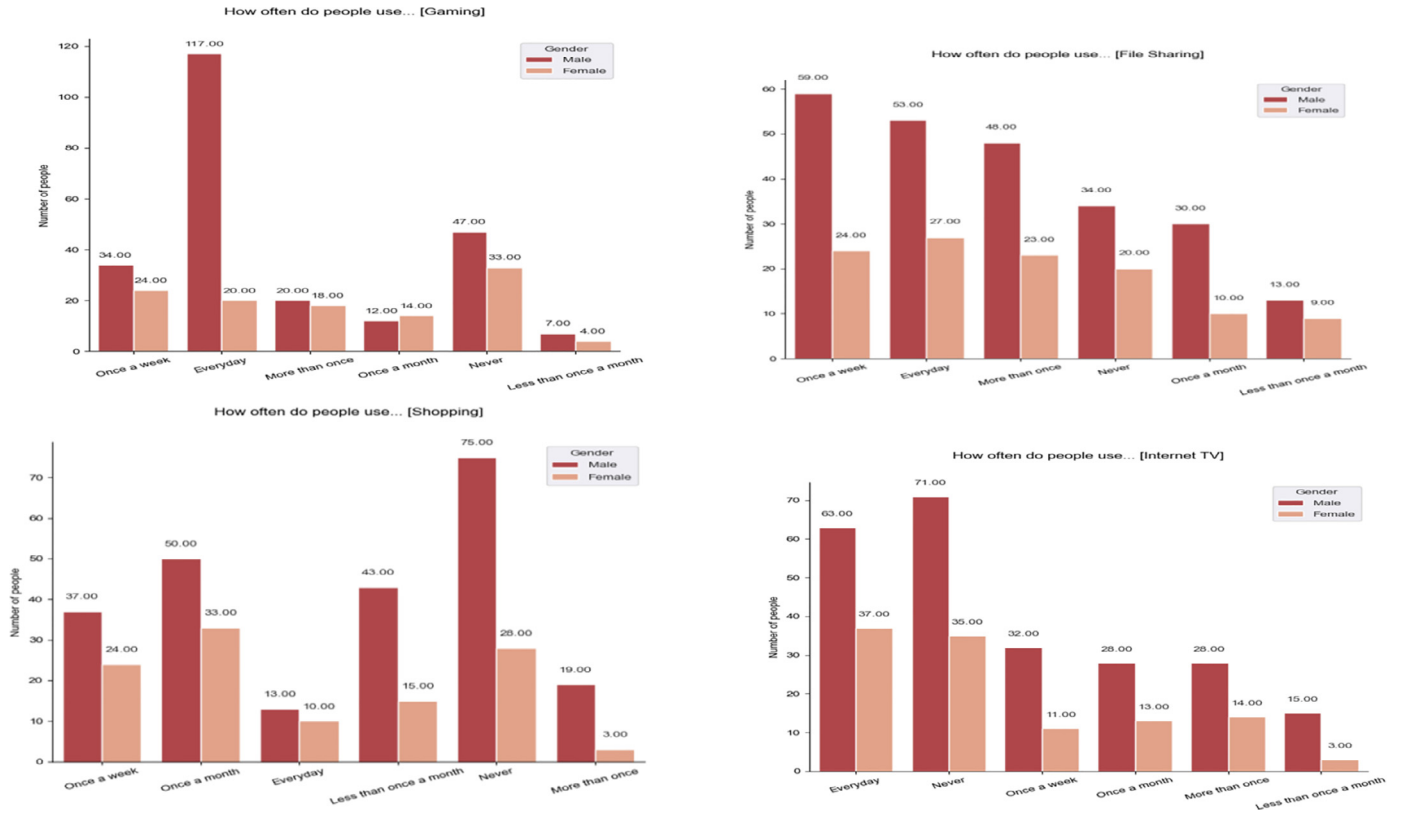 How often do people use... [Gaming]
Gender
Male
Female
Number of people
120
100
80
60
40
20
0
34.00
24.00
117.00
20.00
20.00
18.00
12.00
14.00
47.00
33.00
7.00
4.00
Once a week
Everyday
More than once
Once a month
Never
Less than once a month
How often do people use... [File Sharing]
Gender
Male
Female
Number of people
60
50
40
30
20
10
0
59.00
24.00
53.00
27.00
48.00
23.00
34.00
20.00
30.00
10.00
13.00
9.00
Once a week
Everyday
More than once
Never
Once a month
Less than once a month
How often do people use... [Shopping]
Gender
Male
Female
Number of people
70
60
50
40
30
20
10
0
37.00
24.00
50.00
33.00
13.00
10.00
43.00
15.00
75.00
28.00
19.00
3.00
Once a week
Once a month
Everyday
Less than once a month
Never
More than once
How often do people use... [Internet TV]
Gender
Male
Female
Number of people
70
60
50
40
30
20
10
0
63.00
37.00
71.00
35.00
32.00
11.00
28.00
13.00
28.00
14.00
15.00
3.00
Everyday
Never
Once a week
Once a month
More than once
Less than once a month